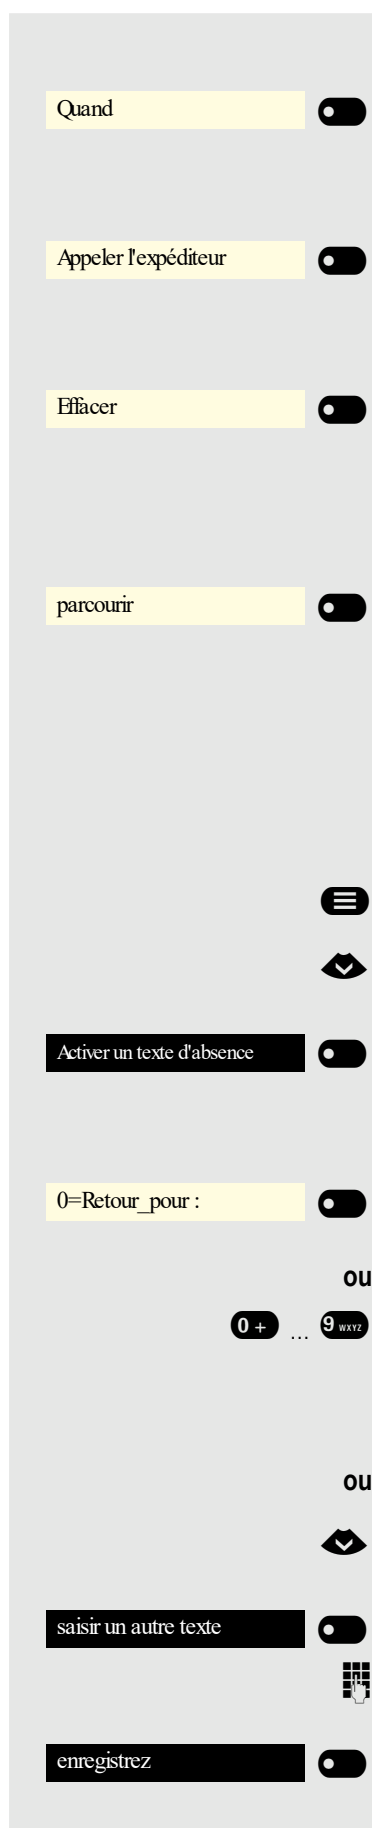 Quand
Appeler l'expéditeur
Effacer
parcourir
Activer un texte d'absence
0=Retour_pour :
ou
0 + ... 9 WXYZ
ou
saisir un autre texte
enregistrez